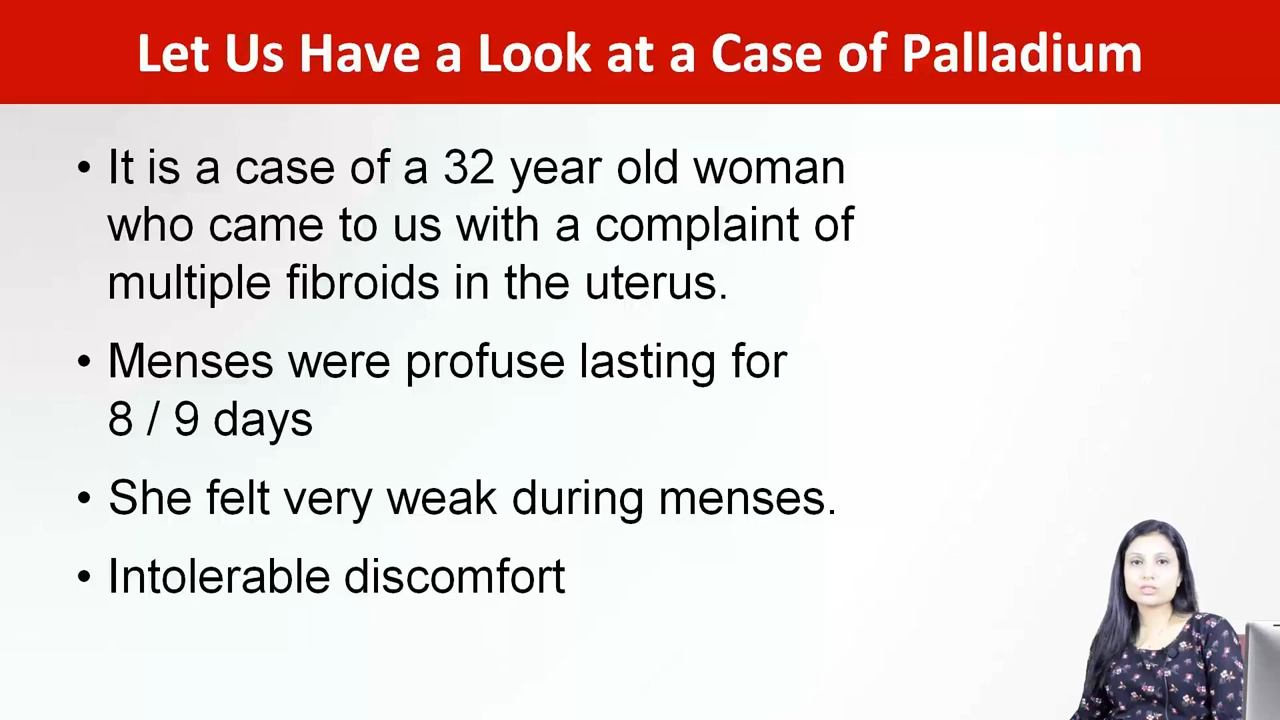 Let Us Have a Look at a Case of Palladium
• It is a case of a 32 year old woman
who came to us with a complaint of
multiple fibroids in the uterus.
• Menses were profuse lasting for
8 / 9 days
• She felt very weak during menses.
• Intolerable discomfort